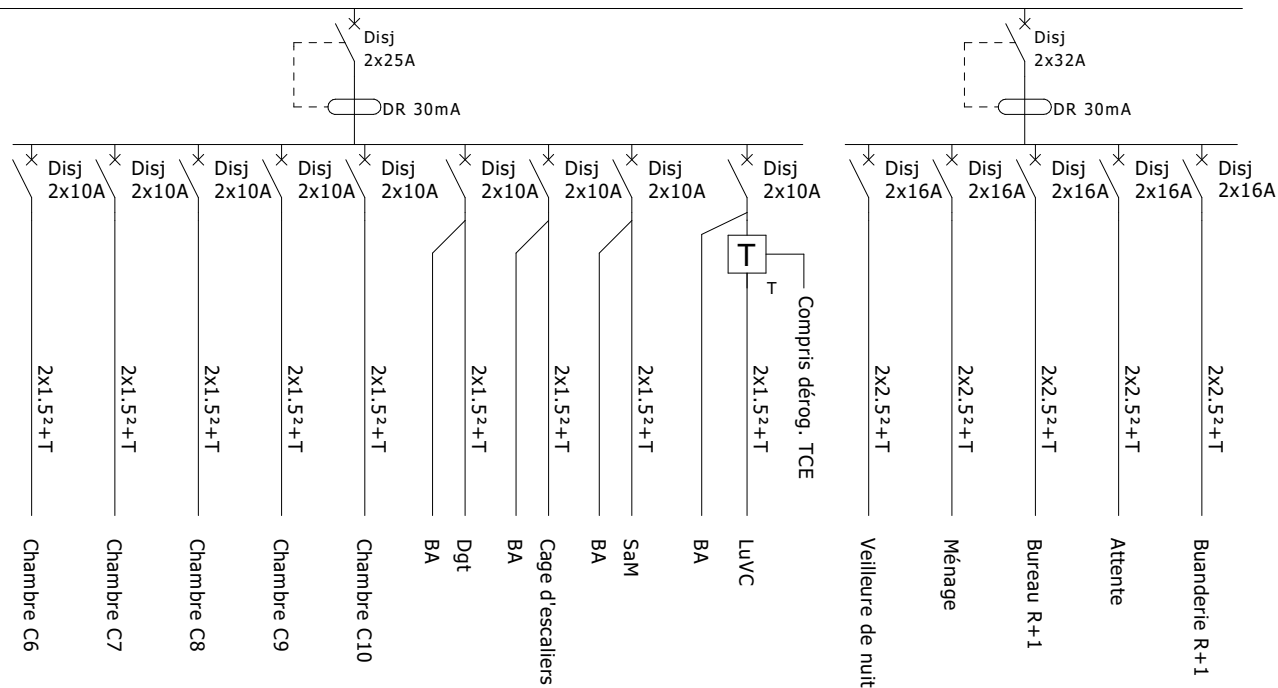 Disj
2x25A
DR 30mA
Disj
2x32A
DR 30mA
Disj
2x10A
Disj
2x10A
Disj
2x10A
Disj
2x10A
Disj
2x10A
Disj
2x10A
Disj
2x10A
Disj
2x10A
Disj
2x10A
Disj
2x16A
Disj
2x16A
Disj
2x16A
Disj
2x16A
Disj
2x16A
T
T
Compris dérog. TCE
2x1.5²+T
2x1.5²+T
2x1.5²+T
2x1.5²+T
2x1.5²+T
2x1.5²+T
2x1.5²+T
2x1.5²+T
2x1.5²+T
2x2.5²+T
2x2.5²+T
2x2.5²+T
2x2.5²+T
2x2.5²+T
Chambre C6
Chambre C7
Chambre C8
Chambre C9
Chambre C10
BA
Dgt
BA
Cage d'escaliers
BA
SaM
BA
LuVC
Veilleure de nuit
Ménage
Bureau R+1
Attente
Buanderie R+1